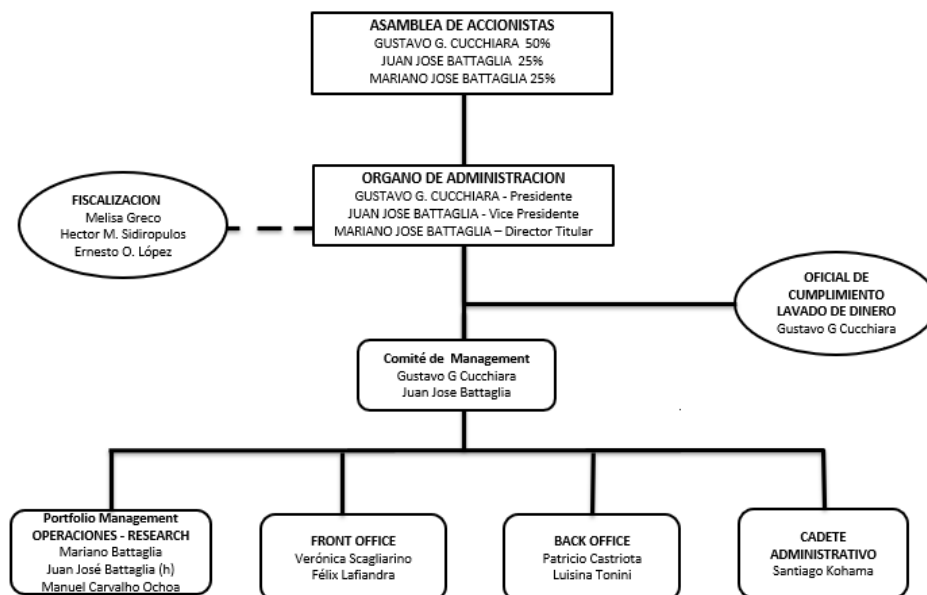 ASAMBLEA DE ACCIONISTAS
GUSTAVO G. CUCCHIARA 50%
JUAN JOSE BATTAGLIA 25%
MARIANO JOSE BATTAGLIA 25%
ORGANO DE ADMINISTRACION
GUSTAVO G. CUCCHIARA - Presidente
JUAN JOSE BATTAGLIA - Vice Presidente
MARIANO JOSE BATTAGLIA – Director Titular
FISCALIZACION
Melisa Greco
Hector M. Sidiropulos
Ernesto O. López
OFICIAL DE
CUMPLIMIENTO
LAVADO DE DINERO
Gustavo G Cucchiara
Comité de Management
Gustavo G Cucchiara
Juan Jose Battaglia
Portfolio Management
OPERACIONES - RESEARCH
Mariano Battaglia
Juan José Battaglia (h)
Manuel Carvalho Ochoa
FRONT OFFICE
Verónica Scagliarino
Félix Lafiandra
BACK OFFICE
Patricio Castriota
Luisina Tonini
CADETE
ADMINISTRATIVO
Santiago Kohama